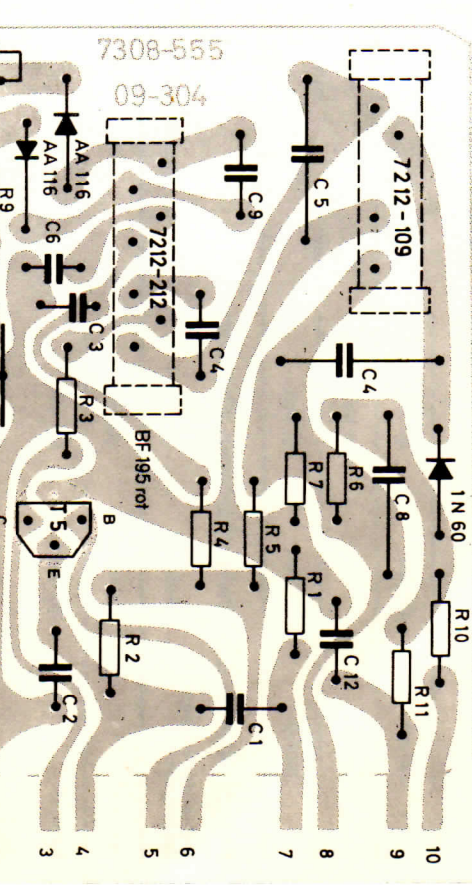 7308-555
09-304
AA 116
AA 116
R9
C6
C3
7212-212
C9
C5
7212-109
C4
C4
R3
BF 195 rot
R7
R6
C8
1N60
T5
B
C
E
R4
R5
R1
R10
R2
C12
R11
C2
C1
3
4
5
6
7
8
9
10